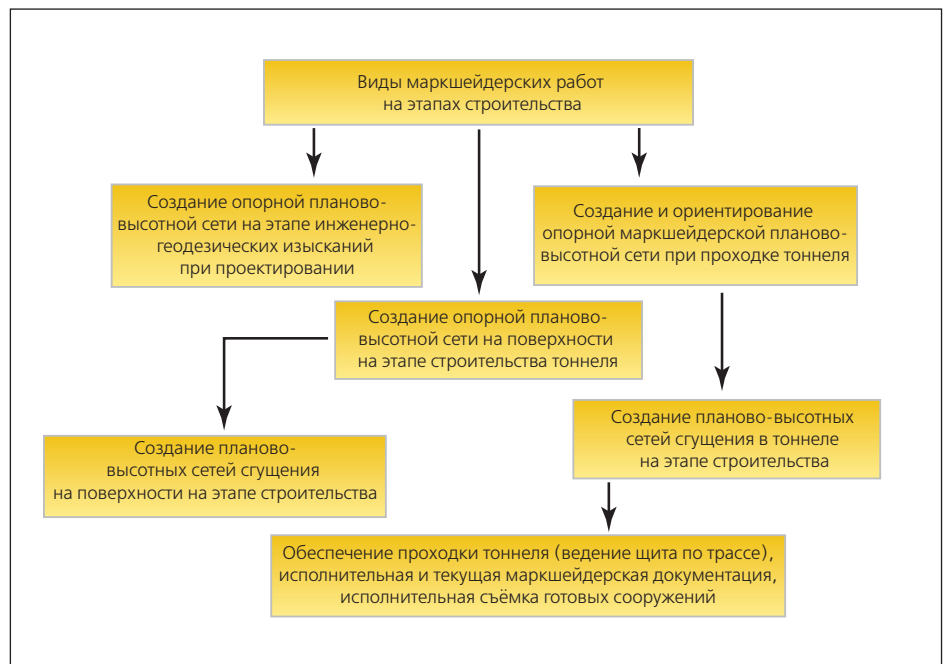 Виды маркшейдерских работ
на этапах строительства
Создание опорной планово-
высотной сети на этапе инженерно-
геодезических изысканий
при проектировании
Создание и ориентирование
опорной маркшейдерской планово-
высотной сети при проходке тоннеля
Создание опорной планово-
высотной сети на поверхности
на этапе строительства тоннеля
Создание планово-
высотных сетей сгущения
на поверхности на этапе строительства
Создание планово-высотных
сетей сгущения в тоннеле
на этапе строительства
Обеспечение проходки тоннеля (ведение щита по трассе),
исполнительная и текущая маркшейдерская документация,
исполнительная съёмка готовых сооружений